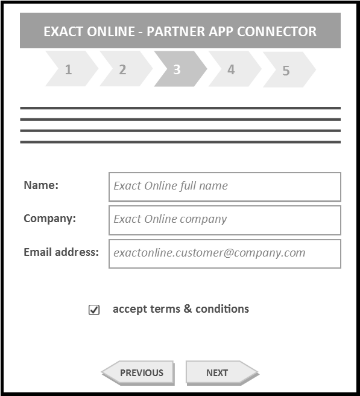 EXACT ONLINE - PARTNER APP CONNECTOR
1 2 3 4 5
Name: Exact Online full name
Company: Exact Online company
Email address: exactonline.customer@company.com
accept terms & conditions
PREVIOUS NEXT